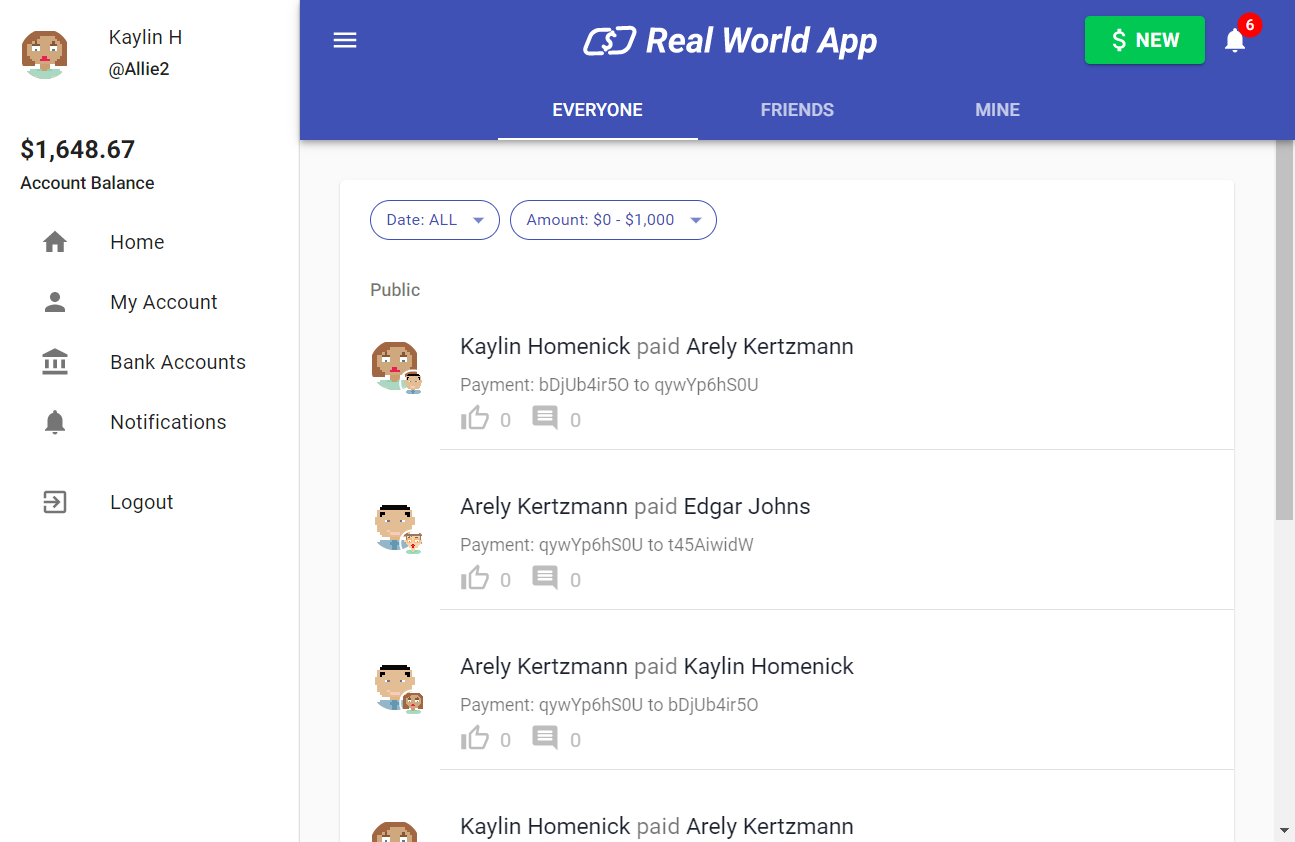 Kaylin H
@Allie2
$1,648.67
Account Balance
Home
My Account
Bank Accounts
Notifications
Logout
Real World App
$ NEW
6
EVERYONE
FRIENDS
MINE
Date: ALL
Amount: $0 - $1,000
Public
Kaylin Homenick paid Arely Kertzmann
Payment: bDjUb4ir5O to qywYp6hS0U
0 0
Arely Kertzmann paid Edgar Johns
Payment: qywYp6hS0U to t45AiwidW
0 0
Arely Kertzmann paid Kaylin Homenick
Payment: qywYp6hS0U to bDjUb4ir5O
0 0
Kaylin Homenick paid Arely Kertzmann